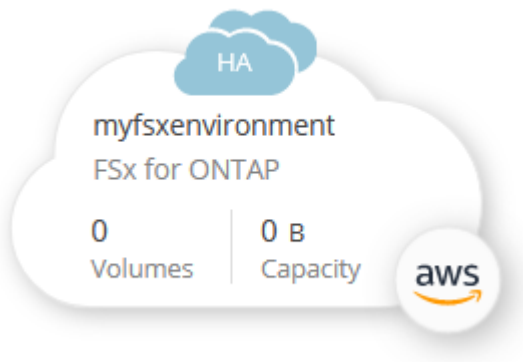 HA
myfsxenvironment
FSx for ONTAP
0 0 B
Volumes Capacity
aws